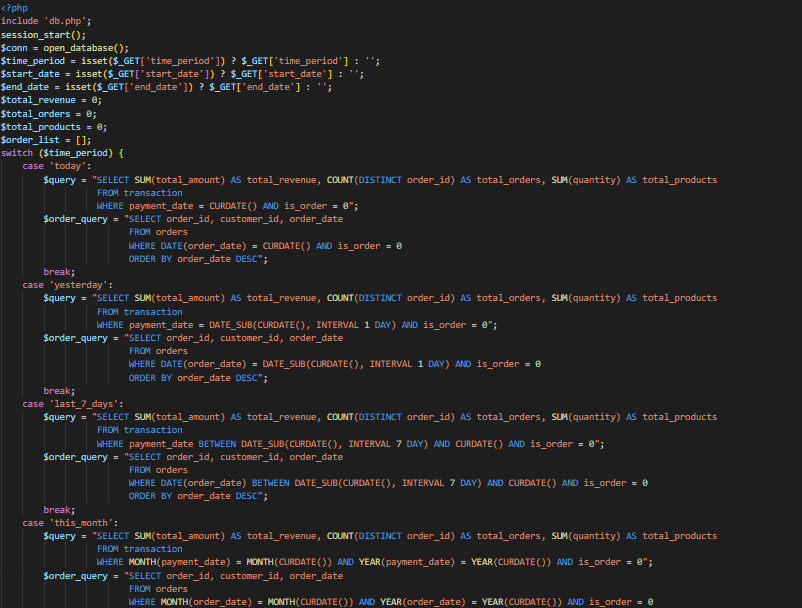 <?php
include 'db.php';
session_start();
$conn = open_database();
$time_period = isset($_GET['time_period']) ? $_GET['time_period'] : '';
$start_date = isset($_GET['start_date']) ? $_GET['start_date'] : '';
$end_date = isset($_GET['end_date']) ? $_GET['end_date'] : '';
$total_revenue = 0;
$total_orders = 0;
$total_products = 0;
$order_list = [];
switch ($time_period) {
    case 'today':
        $query = "SELECT SUM(total_amount) AS total_revenue, COUNT(DISTINCT order_id) AS total_orders, SUM(quantity) AS total_products
                  FROM transaction
                  WHERE payment_date = CURDATE() AND is_order = 0";
        $order_query = "SELECT order_id, customer_id, order_date
                        FROM orders
                        WHERE DATE(order_date) = CURDATE() AND is_order = 0
                        ORDER BY order_date DESC";
        break;
    case 'yesterday':
        $query = "SELECT SUM(total_amount) AS total_revenue, COUNT(DISTINCT order_id) AS total_orders, SUM(quantity) AS total_products
                  FROM transaction
                  WHERE payment_date = DATE_SUB(CURDATE(), INTERVAL 1 DAY) AND is_order = 0";
        $order_query = "SELECT order_id, customer_id, order_date
                        FROM orders
                        WHERE DATE(order_date) = DATE_SUB(CURDATE(), INTERVAL 1 DAY) AND is_order = 0
                        ORDER BY order_date DESC";
        break;
    case 'last_7_days':
        $query = "SELECT SUM(total_amount) AS total_revenue, COUNT(DISTINCT order_id) AS total_orders, SUM(quantity) AS total_products
                  FROM transaction
                  WHERE payment_date BETWEEN DATE_SUB(CURDATE(), INTERVAL 7 DAY) AND CURDATE() AND is_order = 0";
        $order_query = "SELECT order_id, customer_id, order_date
                        FROM orders
                        WHERE DATE(order_date) BETWEEN DATE_SUB(CURDATE(), INTERVAL 7 DAY) AND CURDATE() AND is_order = 0
                        ORDER BY order_date DESC";
        break;
    case 'this_month':
        $query = "SELECT SUM(total_amount) AS total_revenue, COUNT(DISTINCT order_id) AS total_orders, SUM(quantity) AS total_products
                  FROM transaction
                  WHERE MONTH(payment_date) = MONTH(CURDATE()) AND YEAR(payment_date) = YEAR(CURDATE()) AND is_order = 0";
        $order_query = "SELECT order_id, customer_id, order_date
                        FROM orders
                        WHERE MONTH(order_date) = MONTH(CURDATE()) AND YEAR(order_date) = YEAR(CURDATE()) AND is_order = 0